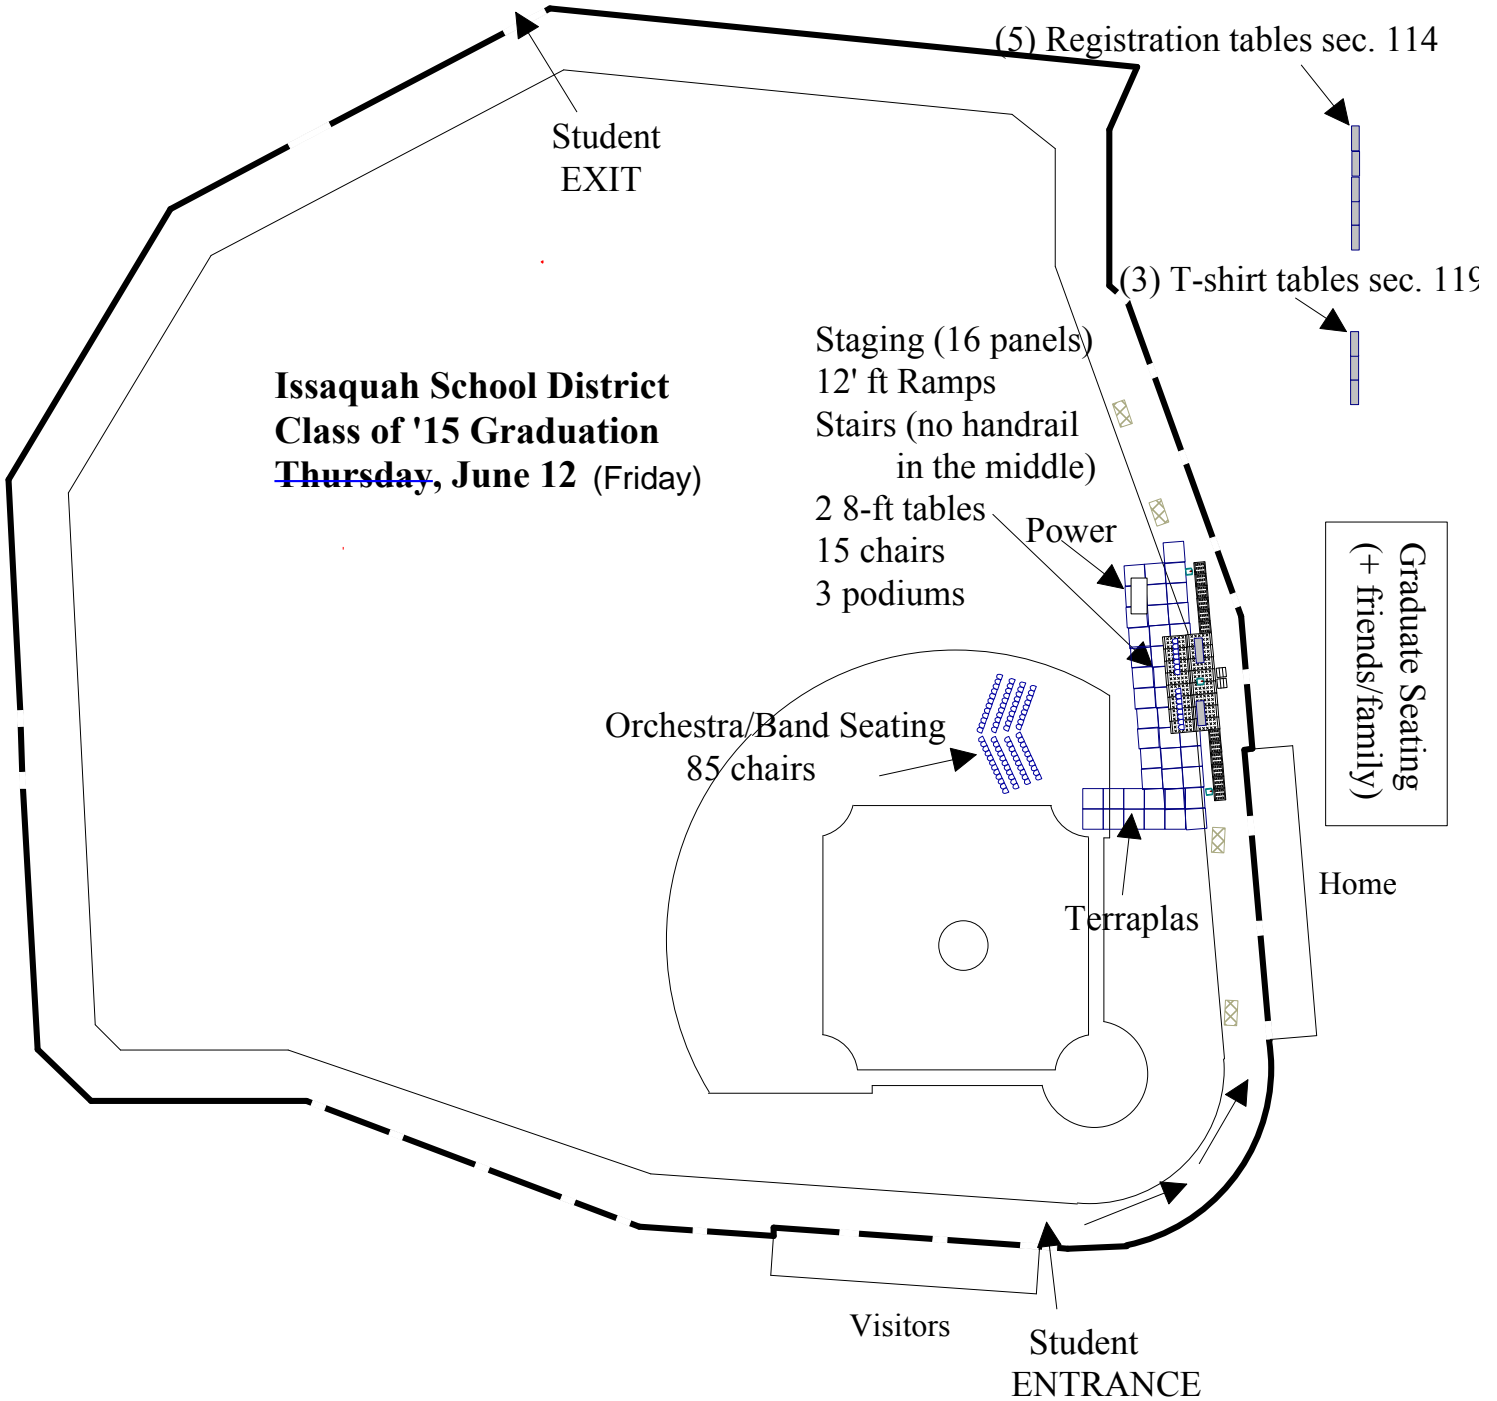 (5) Registration tables sec. 114
Student
EXIT
(3) T-shirt tables sec. 119
Issaquah School District
Class of '15 Graduation
Thursday, June 12 (Friday)
Staging (16 panels)
12' ft Ramps
Stairs (no handrail
in the middle)
2 8-ft tables
15 chairs
3 podiums
Power
Graduate Seating
(+ friends/family)
Orchestra/Band Seating
85 chairs
Home
Terraplas
Visitors
Student
ENTRANCE